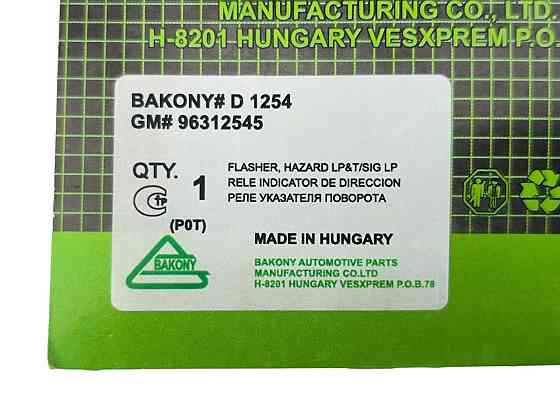 MANUFACTURING CO., LTD
H-8201 HUNGARY VESXPREM P.O.
BAKONY# D 1254
GM# 96312545
QTY. 1
FLASHER, HAZARD LP&T/SIG LP
RELE INDICATOR DE DIRECCION
РЕЛЕ УКАЗАТЕЛЯ ПОВОРОТА
(P0T)
BAKONY
MADE IN HUNGARY
BAKONY AUTOMOTIVE PARTS
MANUFACTURING CO.LTD
H-8201 HUNGARY VESXPREM P.O.B.78